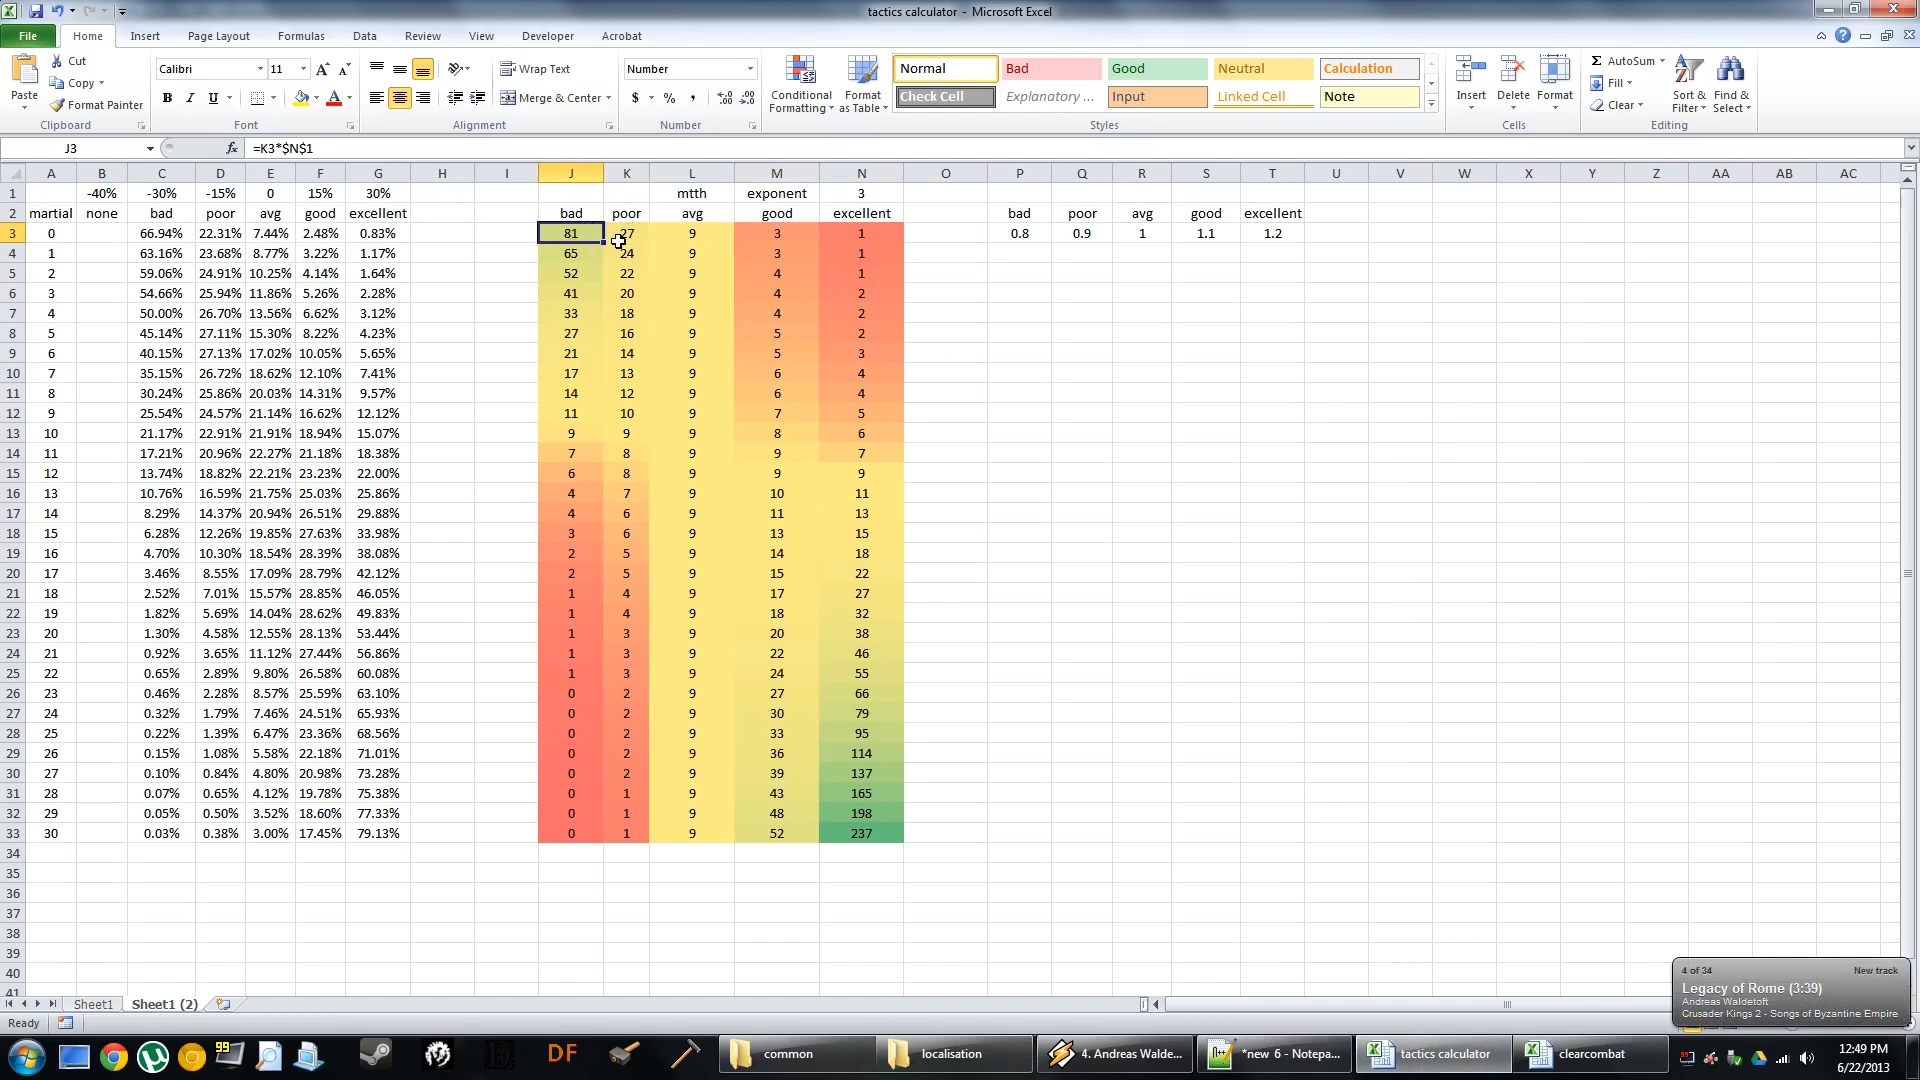 tactics calculator - Microsoft Excel
File Home Insert Page Layout Formulas Data Review View Developer Acrobat
Cut Calibri 11 Wrap Text Number Normal Bad Good Neutral Calculation AutoSum
Paste Copy Conditional Formatting Format as Table Insert Delete Format Fill Sort & Filter Find & Select
Format Painter Merge & Center Check Cell Explanatory ... Input Linked Cell Note Clear
Clipboard Font Alignment Number Styles Cells Editing
J3 fx =K3*$N$1
A B C D E F G H I J K L M N O P Q R S T U V W X Y Z AA AB AC
1 -40% -30% -15% 0 15% 30% mtth exponent 3
2 martial none bad poor avg good excellent bad poor avg good excellent bad poor avg good excellent
3 0 66.94% 22.31% 7.44% 2.48% 0.83% 81 27 9 3 1 0.8 0.9 1 1.1 1.2
4 1 63.16% 23.68% 8.77% 3.22% 1.17% 65 24 9 3 1
5 2 59.06% 24.91% 10.25% 4.14% 1.64% 52 22 9 4 1
6 3 54.66% 25.94% 11.86% 5.26% 2.28% 41 20 9 4 2
7 4 50.00% 26.70% 13.56% 6.62% 3.12% 33 18 9 4 2
8 5 45.14% 27.11% 15.30% 8.22% 4.23% 27 16 9 5 2
9 6 40.15% 27.13% 17.02% 10.05% 5.65% 21 14 9 5 3
10 7 35.15% 26.72% 18.62% 12.10% 7.41% 17 13 9 6 4
11 8 30.24% 25.86% 20.03% 14.31% 9.57% 14 12 9 6 4
12 9 25.54% 24.57% 21.14% 16.62% 12.12% 11 10 9 7 5
13 10 21.17% 22.91% 21.91% 18.94% 15.07% 9 9 9 8 6
14 11 17.21% 20.96% 22.27% 21.18% 18.38% 7 8 9 9 7
15 12 13.74% 18.82% 22.21% 23.23% 22.00% 6 8 9 9 9
16 13 10.76% 16.59% 21.75% 25.03% 25.86% 4 7 9 10 11
17 14 8.29% 14.37% 20.94% 26.51% 29.88% 4 6 9 11 13
18 15 6.28% 12.26% 19.85% 27.63% 33.98% 3 6 9 13 15
19 16 4.70% 10.30% 18.54% 28.39% 38.08% 2 5 9 14 18
20 17 3.46% 8.55% 17.09% 28.79% 42.12% 2 5 9 15 22
21 18 2.52% 7.01% 15.57% 28.85% 46.05% 1 4 9 17 27
22 19 1.82% 5.69% 14.04% 28.62% 49.83% 1 4 9 18 32
23 20 1.30% 4.58% 12.55% 28.13% 53.44% 1 3 9 20 38
24 21 0.92% 3.65% 11.12% 27.44% 56.86% 1 3 9 22 46
25 22 0.65% 2.89% 9.80% 26.58% 60.08% 1 3 9 24 55
26 23 0.46% 2.28% 8.57% 25.59% 63.10% 0 2 9 27 66
27 24 0.32% 1.79% 7.46% 24.51% 65.93% 0 2 9 30 79
28 25 0.22% 1.39% 6.47% 23.36% 68.56% 0 2 9 33 95
29 26 0.15% 1.08% 5.58% 22.18% 71.01% 0 2 9 36 114
30 27 0.10% 0.84% 4.80% 20.98% 73.28% 0 2 9 39 137
31 28 0.07% 0.65% 4.12% 19.78% 75.38% 0 1 9 43 165
32 29 0.05% 0.50% 3.52% 18.60% 77.33% 0 1 9 48 198
33 30 0.03% 0.38% 3.00% 17.45% 79.13% 0 1 9 52 237
34
35
36
37
38
39
40
41
4 of 34 New track
Legacy of Rome (3:39)
Andreas Waldetoft
Crusader Kings 2 - Songs of Byzantine Empire
Sheet1 Sheet1 (2)
Ready
99 DF common localisation 4. Andreas Walde... *new 6 - Notepa... tactics calculator clearcombat
12:49 PM
6/22/2013